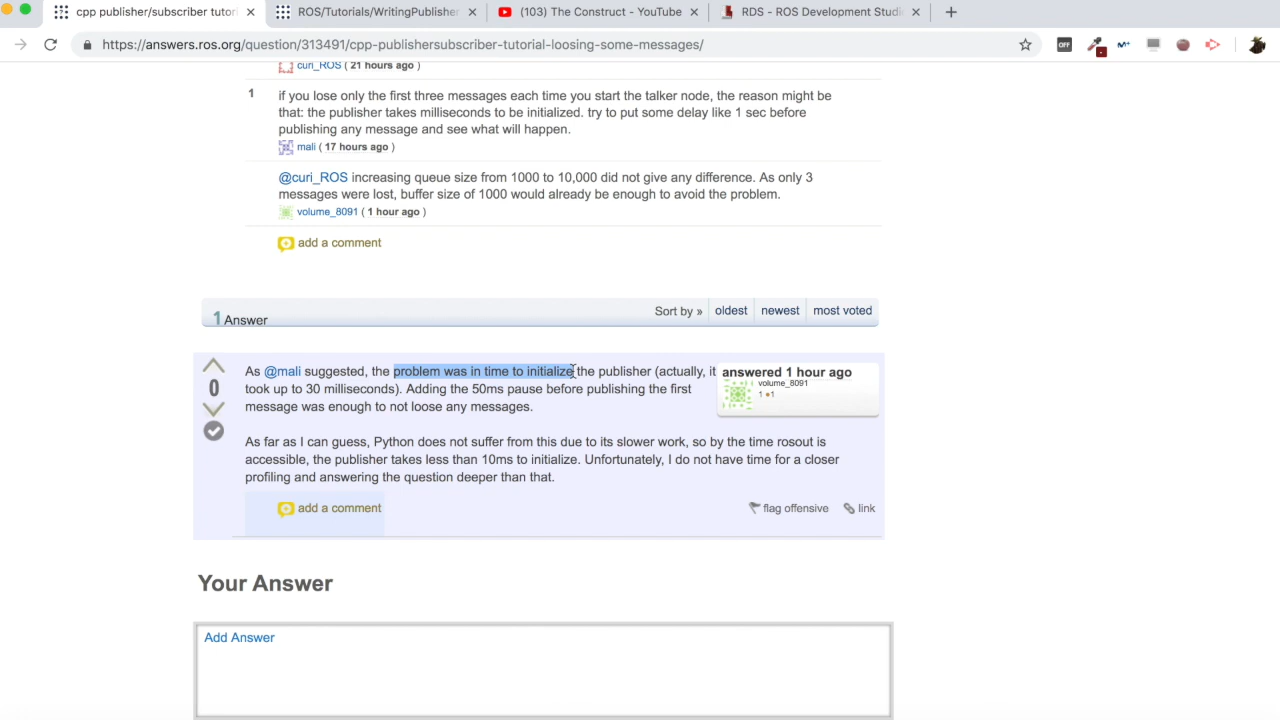 cpp publisher/subscriber tutori
ROS/Tutorials/WritingPublisher
(103) The Construct - YouTube
RDS - ROS Development Studi
https://answers.ros.org/question/313491/cpp-publishersubscriber-tutorial-loosing-some-messages/
OFF
curi_ROS ( 21 hours ago )
1
if you lose only the first three messages each time you start the talker node, the reason might be
that: the publisher takes milliseconds to be initialized. try to put some delay like 1 sec before
publishing any message and see what will happen.
mali ( 17 hours ago )
@curi_ROS increasing queue size from 1000 to 10,000 did not give any difference. As only 3
messages were lost, buffer size of 1000 would already be enough to avoid the problem.
volume_8091 ( 1 hour ago )
add a comment
1 Answer
Sort by » oldest newest most voted
0
As @mali suggested, the problem was in time to initialize the publisher (actually, it
took up to 30 milliseconds). Adding the 50ms pause before publishing the first
message was enough to not loose any messages.
answered 1 hour ago
volume_8091
1 ●1
As far as I can guess, Python does not suffer from this due to its slower work, so by the time rosout is
accessible, the publisher takes less than 10ms to initialize. Unfortunately, I do not have time for a closer
profiling and answering the question deeper than that.
add a comment
flag offensive link
Your Answer
Add Answer